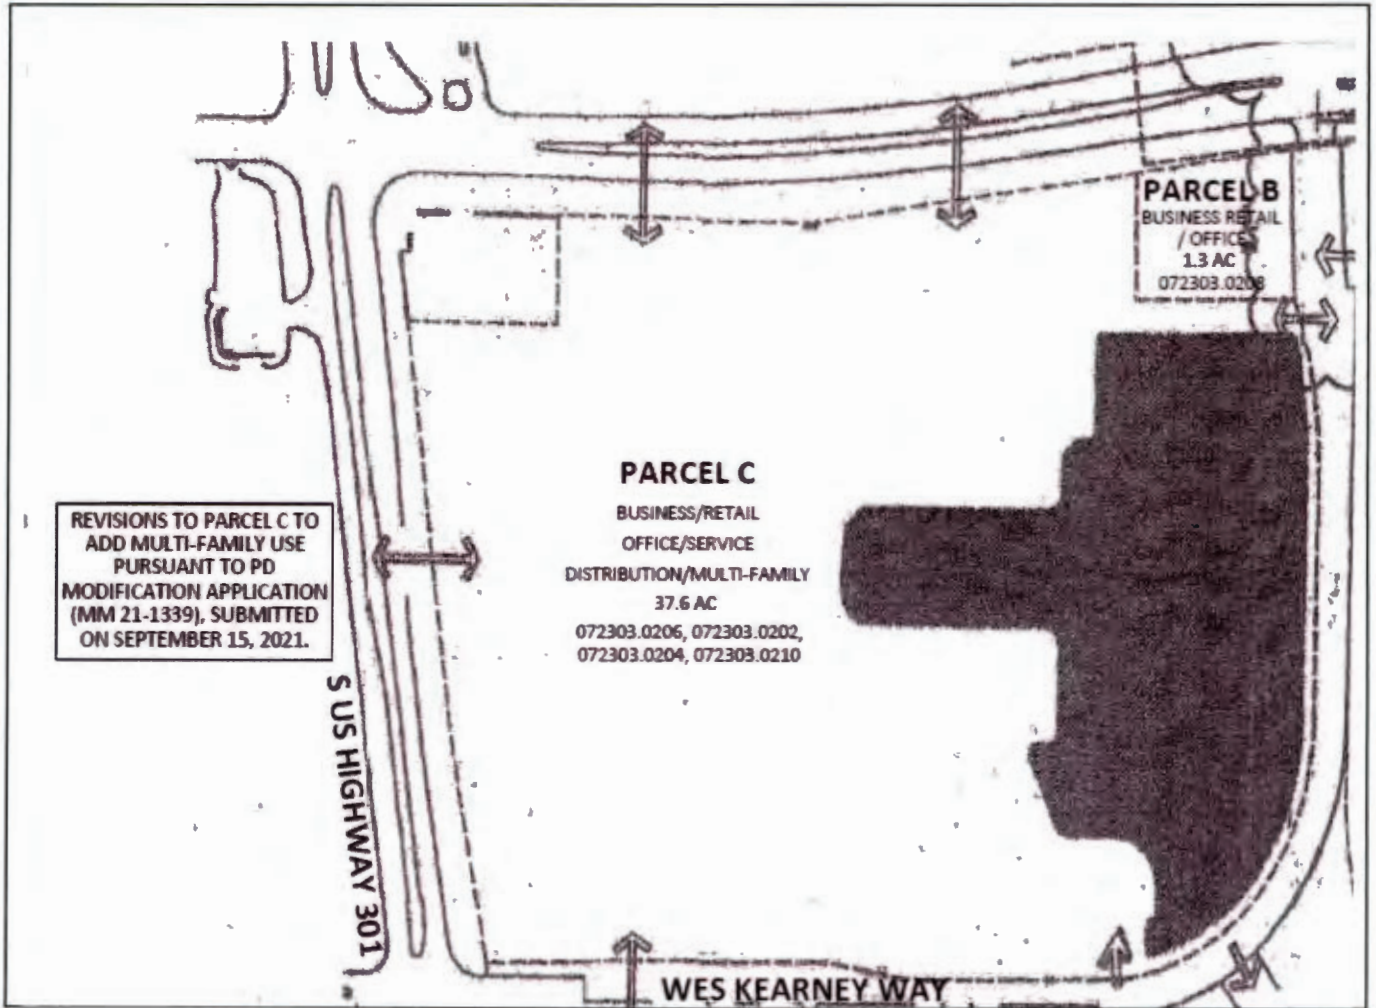 PARCEL B
BUSINESS RETAIL
/ OFFICE
1.3 AC
072303.0208
PARCEL C
BUSINESS/RETAIL
OFFICE/SERVICE
DISTRIBUTION/MULTI-FAMILY
37.6 AC
072303.0206, 072303.0202,
072303.0204, 072303.0210
REVISIONS TO PARCEL C TO
ADD MULTI-FAMILY USE
PURSUANT TO PD
MODIFICATION APPLICATION
(MM 21-1339), SUBMITTED
ON SEPTEMBER 15, 2021.
S US HIGHWAY 301
WES KEARNEY WAY